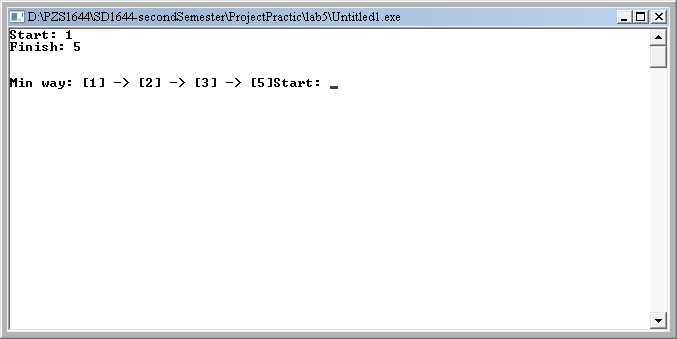 D:\PZS1644\SD1644-secondSemester\ProjectPractic\lab5\Untitled1.exe
Start: 1
Finish: 5
Min way: [1] -> [2] -> [3] -> [5]Start: _